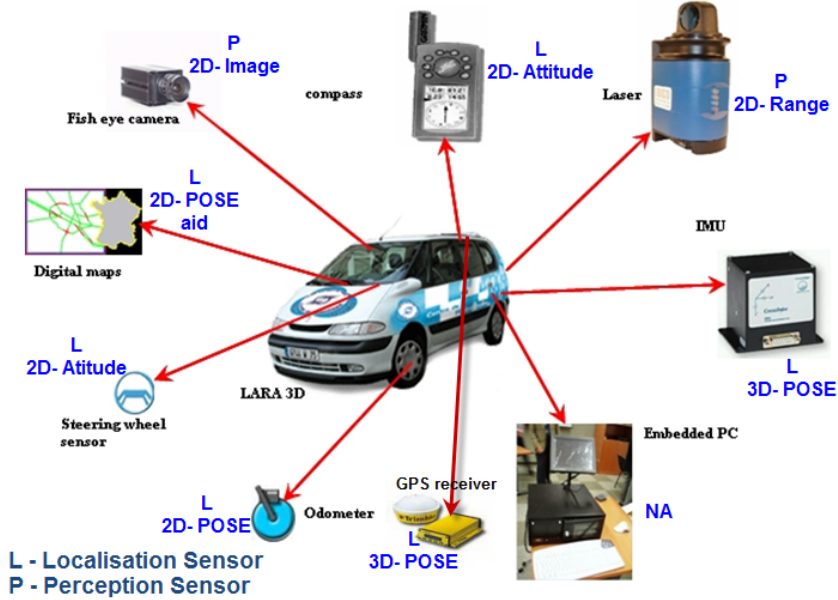 P
2D- Image
Fish eye camera
compass
L
2D- Attitude
Laser
P
2D- Range
L
2D- POSE
aid
Digital maps
IMU
L
3D- POSE
L
2D- Atitude
Steering wheel
sensor
LARA 3D
Embedded PC
NA
GPS receiver
Trimble
L
3D- POSE
L
2D- POSE
Odometer
L - Localisation Sensor
P - Perception Sensor